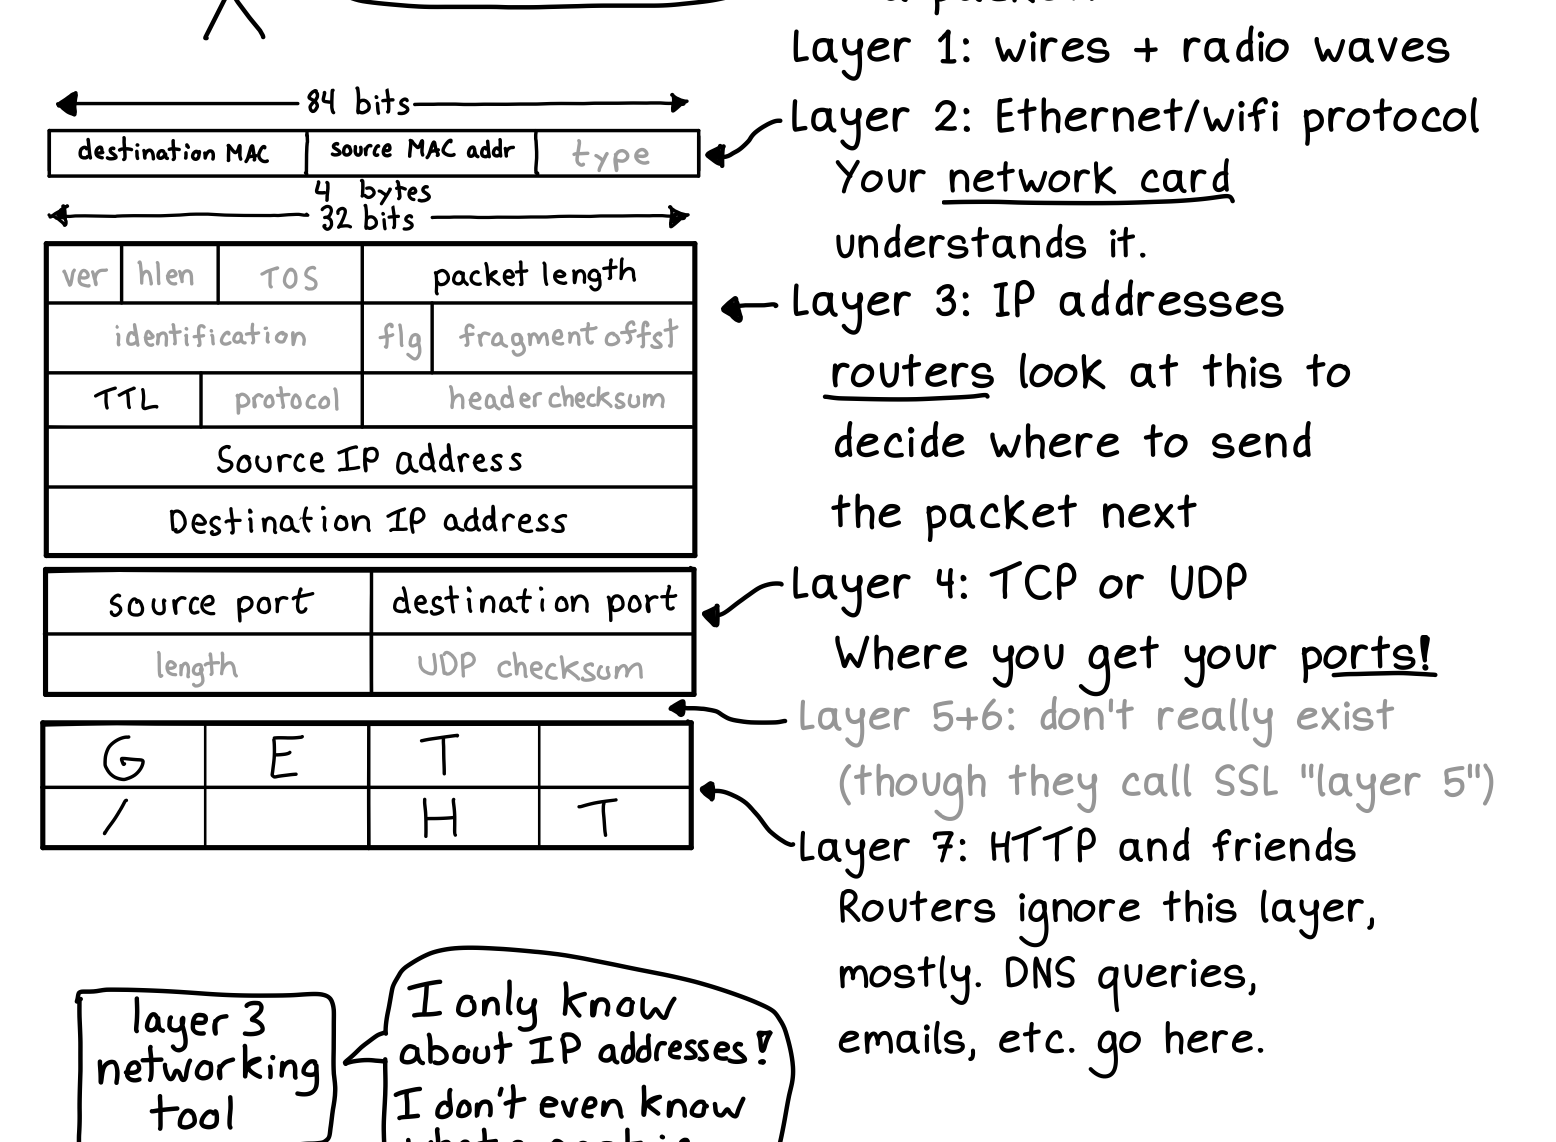 a packet
Layer 1: wires + radio waves
84 bits
Layer 2: Ethernet/wifi protocol
destination MAC source MAC addr type
Your network card
4 bytes
32 bits
understands it.
ver hlen TOS packet length
Layer 3: IP addresses
identification flg fragment offst
routers look at this to
TTL protocol header checksum
decide where to send
Source IP address
the packet next
Destination IP address
Layer 4: TCP or UDP
source port destination port
Where you get your ports!
length UDP checksum
Layer 5+6: don't really exist
(though they call SSL "layer 5")
G E T
/ H T
Layer 7: HTTP and friends
Routers ignore this layer,
mostly. DNS queries,
emails, etc. go here.
layer 3
networking
tool
I only know
about IP addresses!
I don't even know